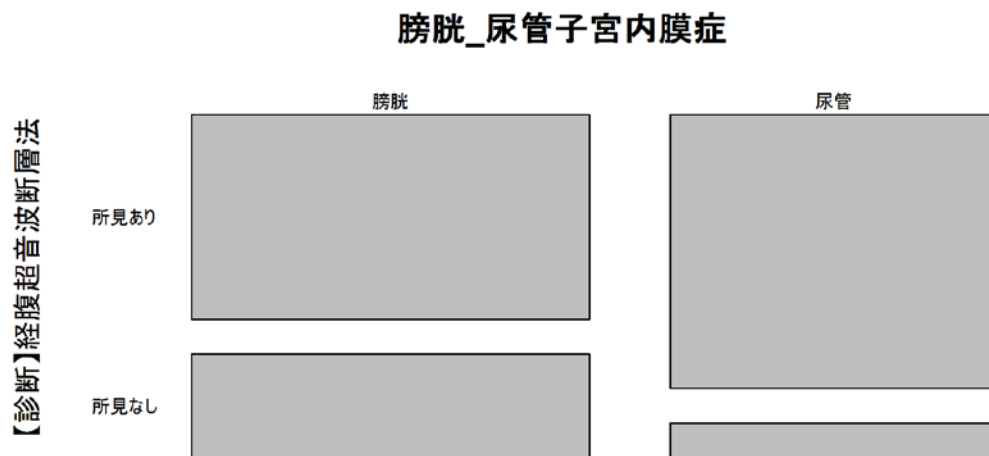 膀胱_尿管子宮内膜症
膀胱
尿管
【診断】経腹超音波断層法
所見あり
所見なし